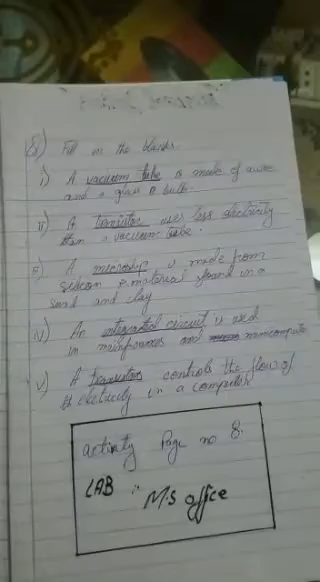 Q) Fill in the blanks.
i) A vacuum tube is made of wire
and a glass bulb.
ii) A transistor uses less electricity
than a vacuum tube.
A microchip is made from
silicon a material found in a
sand and clay
iv) An integrated circuit is used
in mainframes and minicomputer
v) A transistor controls the flow of
electricity in a computer
activity Page no 8.
LAB :- M.S office